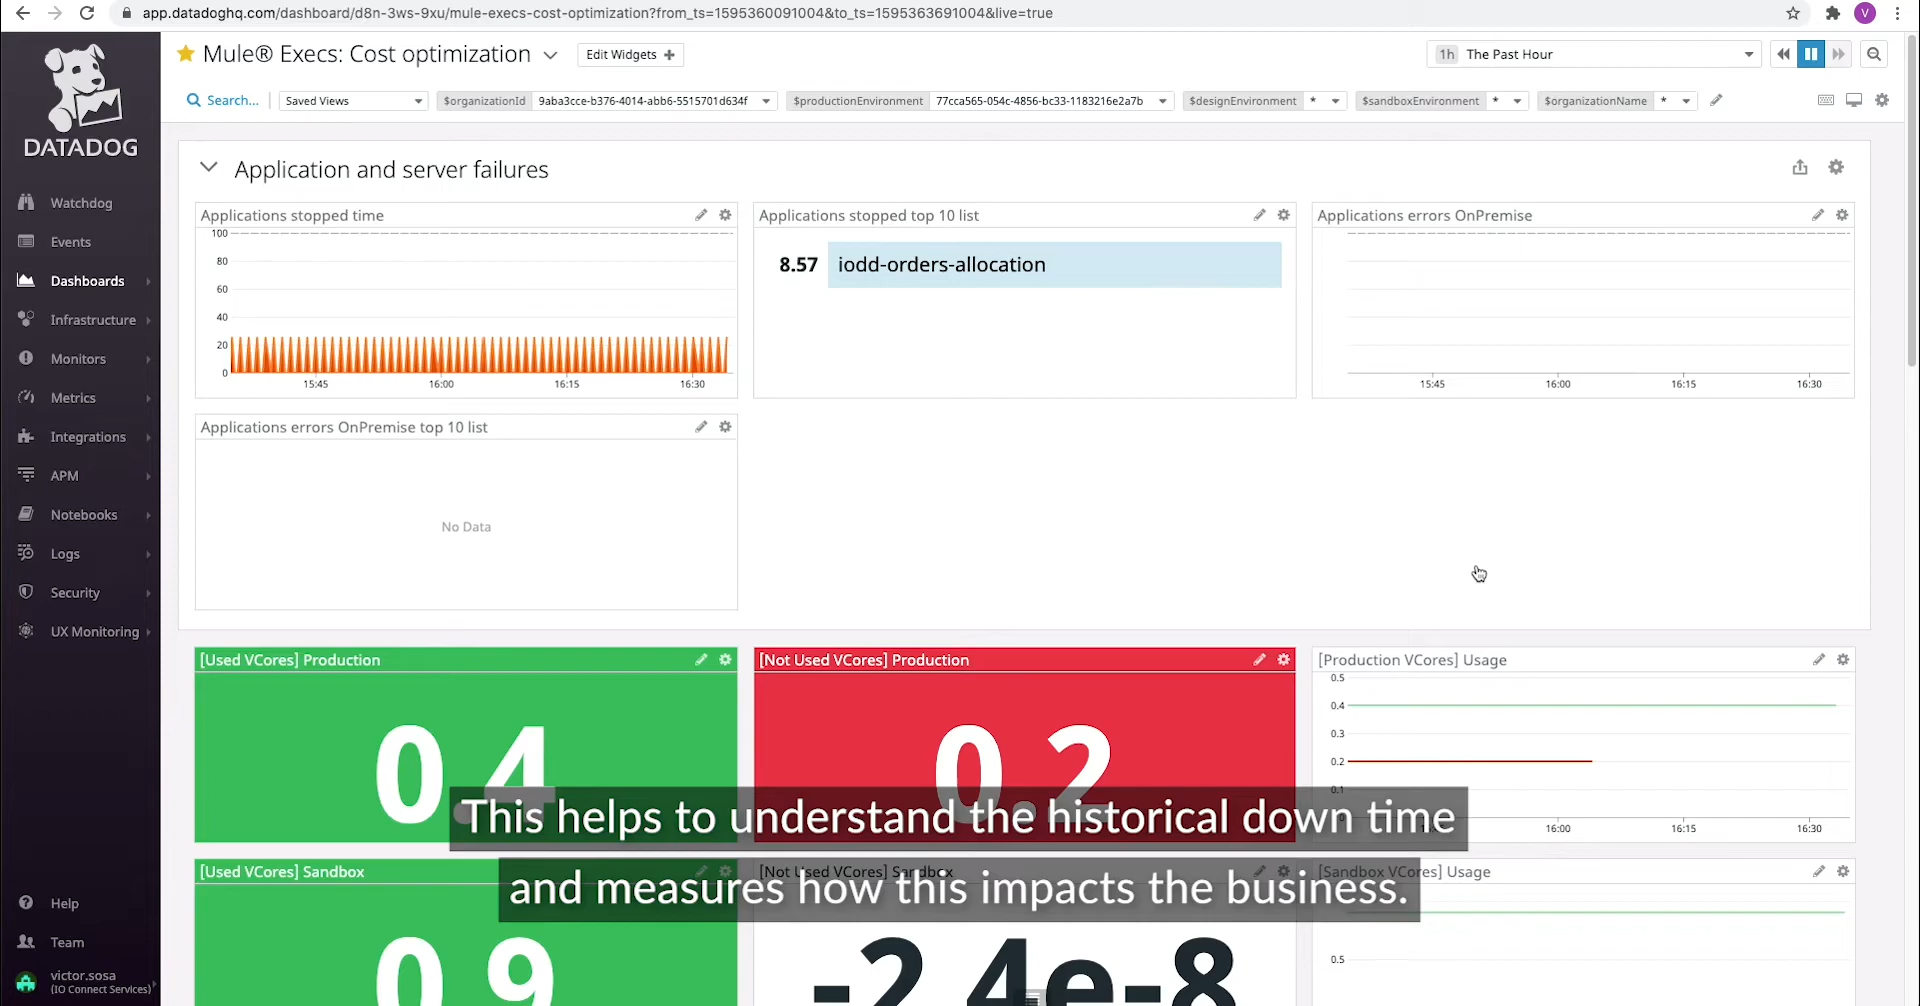 app.datadoghq.com/dashboard/d8n-3ws-9xu/mule-execs-cost-optimization?from_ts=1595360091004&to_ts=1595363691004&live=true
V
DATADOG
Watchdog
Events
Dashboards
Infrastructure
Monitors
Metrics
Integrations
APM
Notebooks
Logs
Security
UX Monitoring
Help
Team
victor.sosa
(IO Connect Services)
Mule® Execs: Cost optimization
Edit Widgets +
1h The Past Hour
Search...
Saved Views
$organizationId 9aba3cce-b376-4014-abb6-5515701d634f
$productionEnvironment 77cca565-054c-4856-bc33-1183216e2a7b
$designEnvironment *
$sandboxEnvironment *
$organizationName *
Application and server failures
Applications stopped time
100
80
60
40
20
0
15:45 16:00 16:15 16:30
Applications stopped top 10 list
8.57 iodd-orders-allocation
Applications errors OnPremise
15:45 16:00 16:15 16:30
Applications errors OnPremise top 10 list
No Data
[Used VCores] Production
0.4
[Not Used VCores] Production
0.2
[Production VCores] Usage
0.5
0.4
0.3
0.2
0.1
16:00 16:15 16:30
This helps to understand the historical down time
and measures how this impacts the business.
[Used VCores] Sandbox
0.9
[Not Used VCores] Sandbox
-2.4e-8
[Sandbox VCores] Usage
0.5